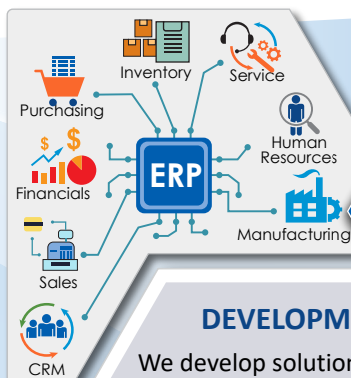 Inventory
Service
Purchasing
Human
Resources
ERP
$ $
Financials
Manufacturing
Sales
CRM
DEVELOPM
We develop solution